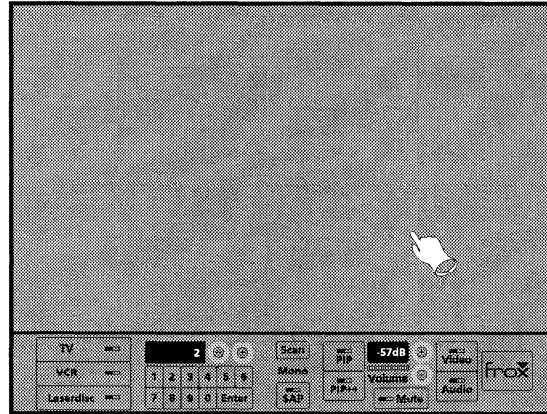 TV
VCR
Laserdisc
2
1 2 3 4 5 6
7 8 9 0 Enter
Scan
Mono
SAP
PIP
PIP↔
-57dB
Volume
Mute
Video
Audio
frox